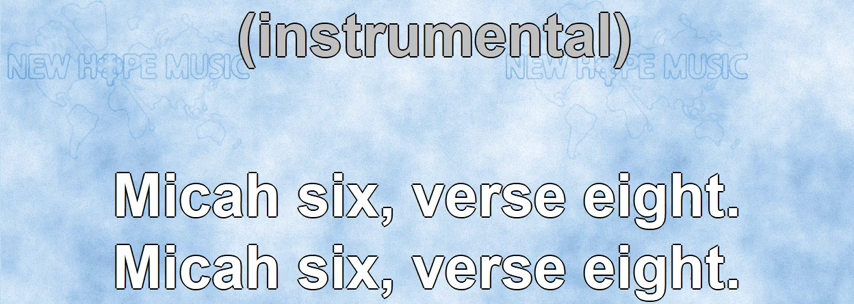 (instrumental)
NEW HOPE MUSIC NEW HOPE MUSIC
Micah six, verse eight.
Micah six, verse eight.